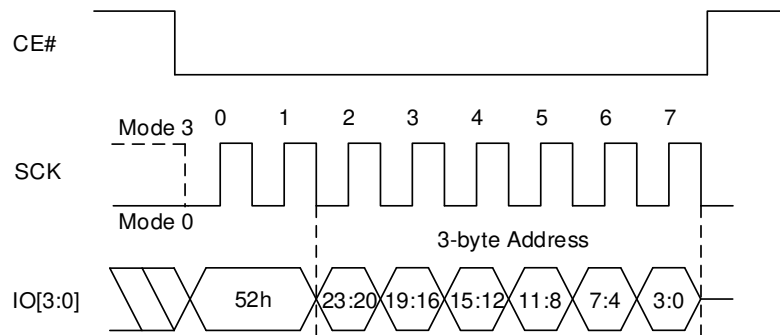 CE#
Mode 3 0 1 2 3 4 5 6 7
SCK
Mode 0
3-byte Address
IO[3:0] 52h 23:20 19:16 15:12 11:8 7:4 3:0